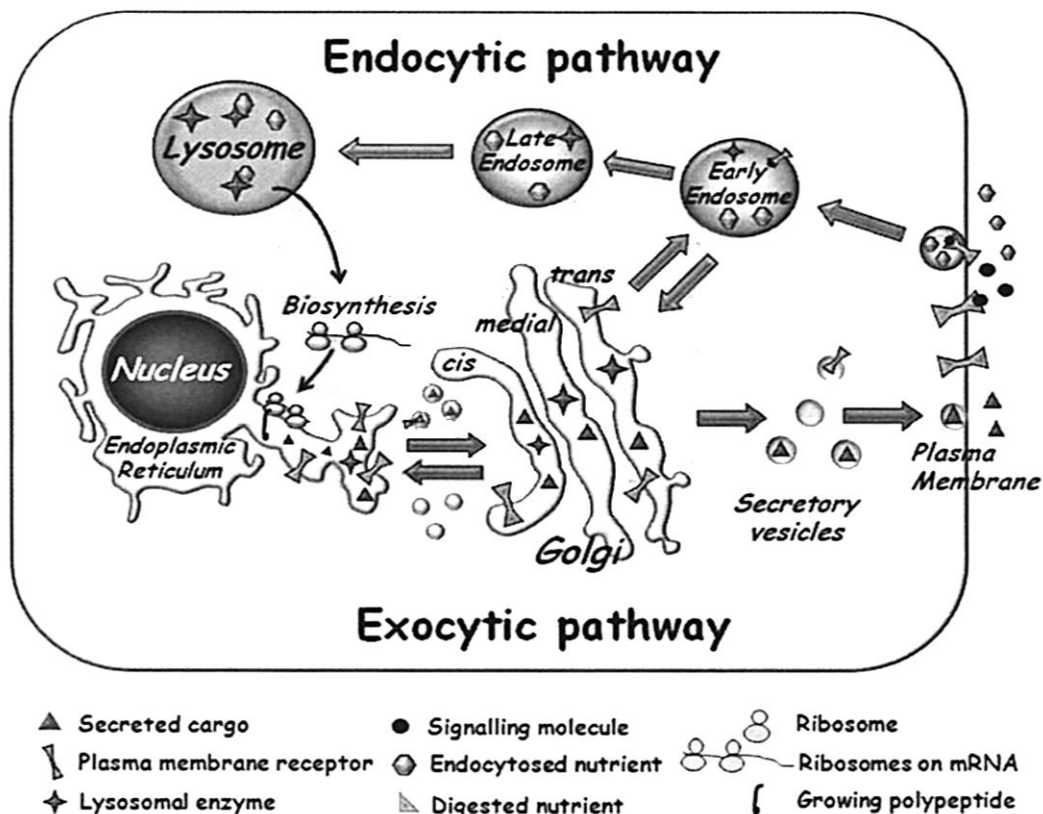 Endocytic pathway
Lysosome
Late
Endosome
Early
Endosome
Biosynthesis
trans
medial
cis
Nucleus
Endoplasmic
Reticulum
Golgi
Secretory
vesicles
Plasma
Membrane
Exocytic pathway
Secreted cargo
Plasma membrane receptor
Lysosomal enzyme
Signalling molecule
Endocytosed nutrient
Digested nutrient
Ribosome
Ribosomes on mRNA
Growing polypeptide